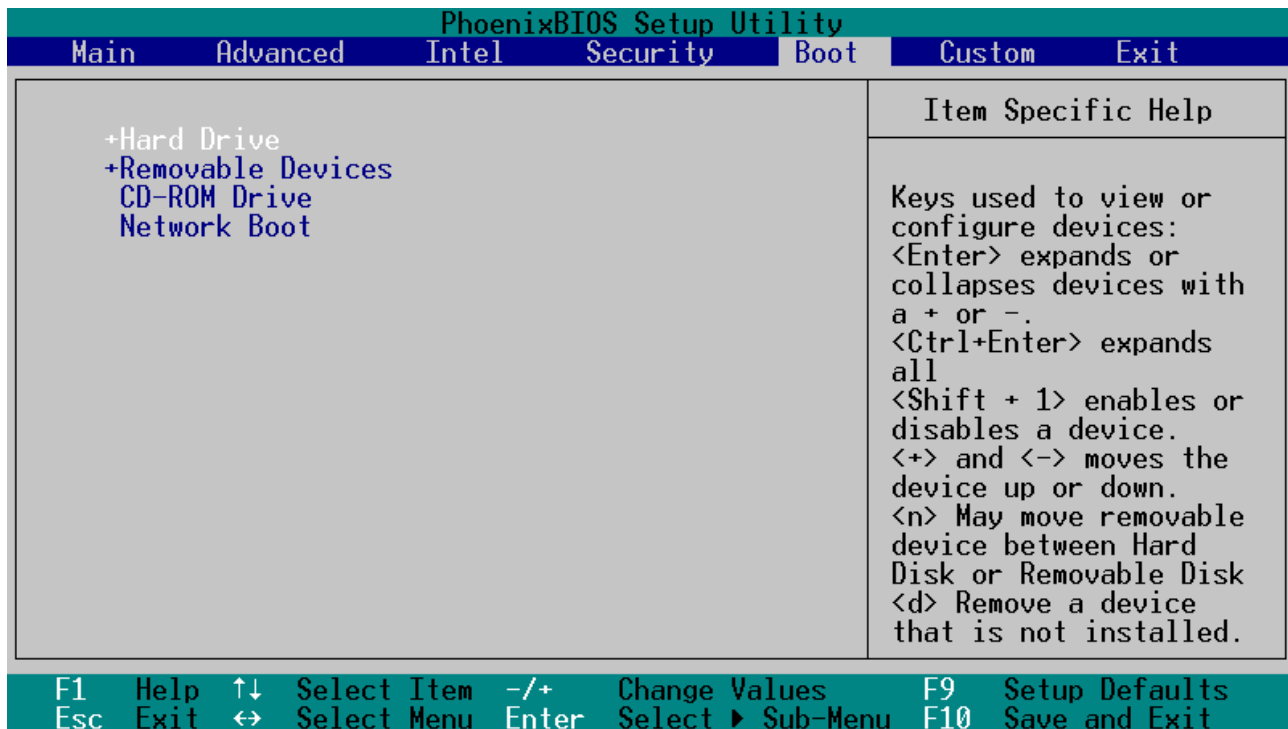 PhoenixBIOS Setup Utility
Main Advanced Intel Security Boot Custom Exit
+Hard Drive
+Removable Devices
CD-ROM Drive
Network Boot
Item Specific Help
Keys used to view or
configure devices:
<Enter> expands or
collapses devices with
a + or -.
<Ctrl+Enter> expands
all
<Shift + 1> enables or
disables a device.
<+> and <-> moves the
device up or down.
<n> May move removable
device between Hard
Disk or Removable Disk
<d> Remove a device
that is not installed.
F1 Help ↑↓ Select Item -/+ Change Values F9 Setup Defaults
Esc Exit ↔ Select Menu Enter Select ▶ Sub-Menu F10 Save and Exit